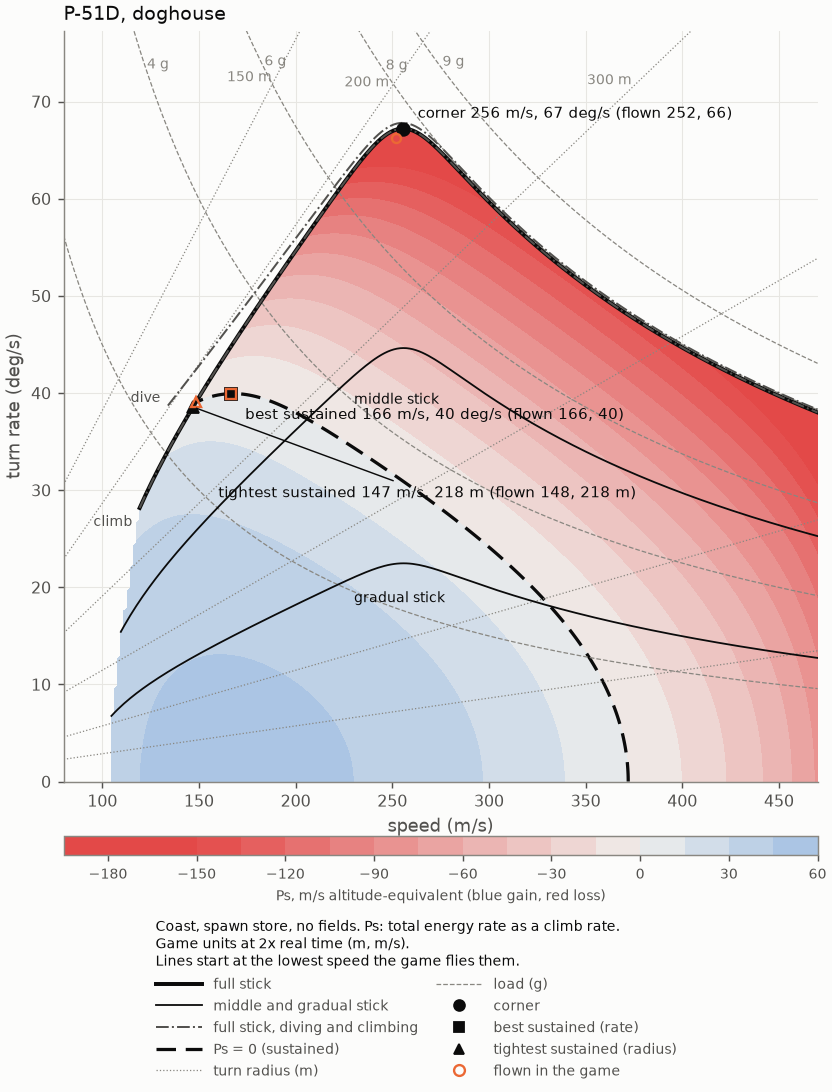 P-51D, doghouse
4 g
6 g
150 m
8 g
200 m
9 g
300 m
corner 256 m/s, 67 deg/s (flown 252, 66)
dive
middle stick
best sustained 166 m/s, 40 deg/s (flown 166, 40)
tightest sustained 147 m/s, 218 m (flown 148, 218 m)
climb
gradual stick
turn rate (deg/s)
70
60
50
40
30
20
10
0
100 150 200 250 300 350 400 450
speed (m/s)
−180 −150 −120 −90 −60 −30 0 30 60
Ps, m/s altitude-equivalent (blue gain, red loss)
Coast, spawn store, no fields. Ps: total energy rate as a climb rate.
Game units at 2x real time (m, m/s).
Lines start at the lowest speed the game flies them.
full stick
middle and gradual stick
full stick, diving and climbing
Ps = 0 (sustained)
turn radius (m)
load (g)
corner
best sustained (rate)
tightest sustained (radius)
flown in the game